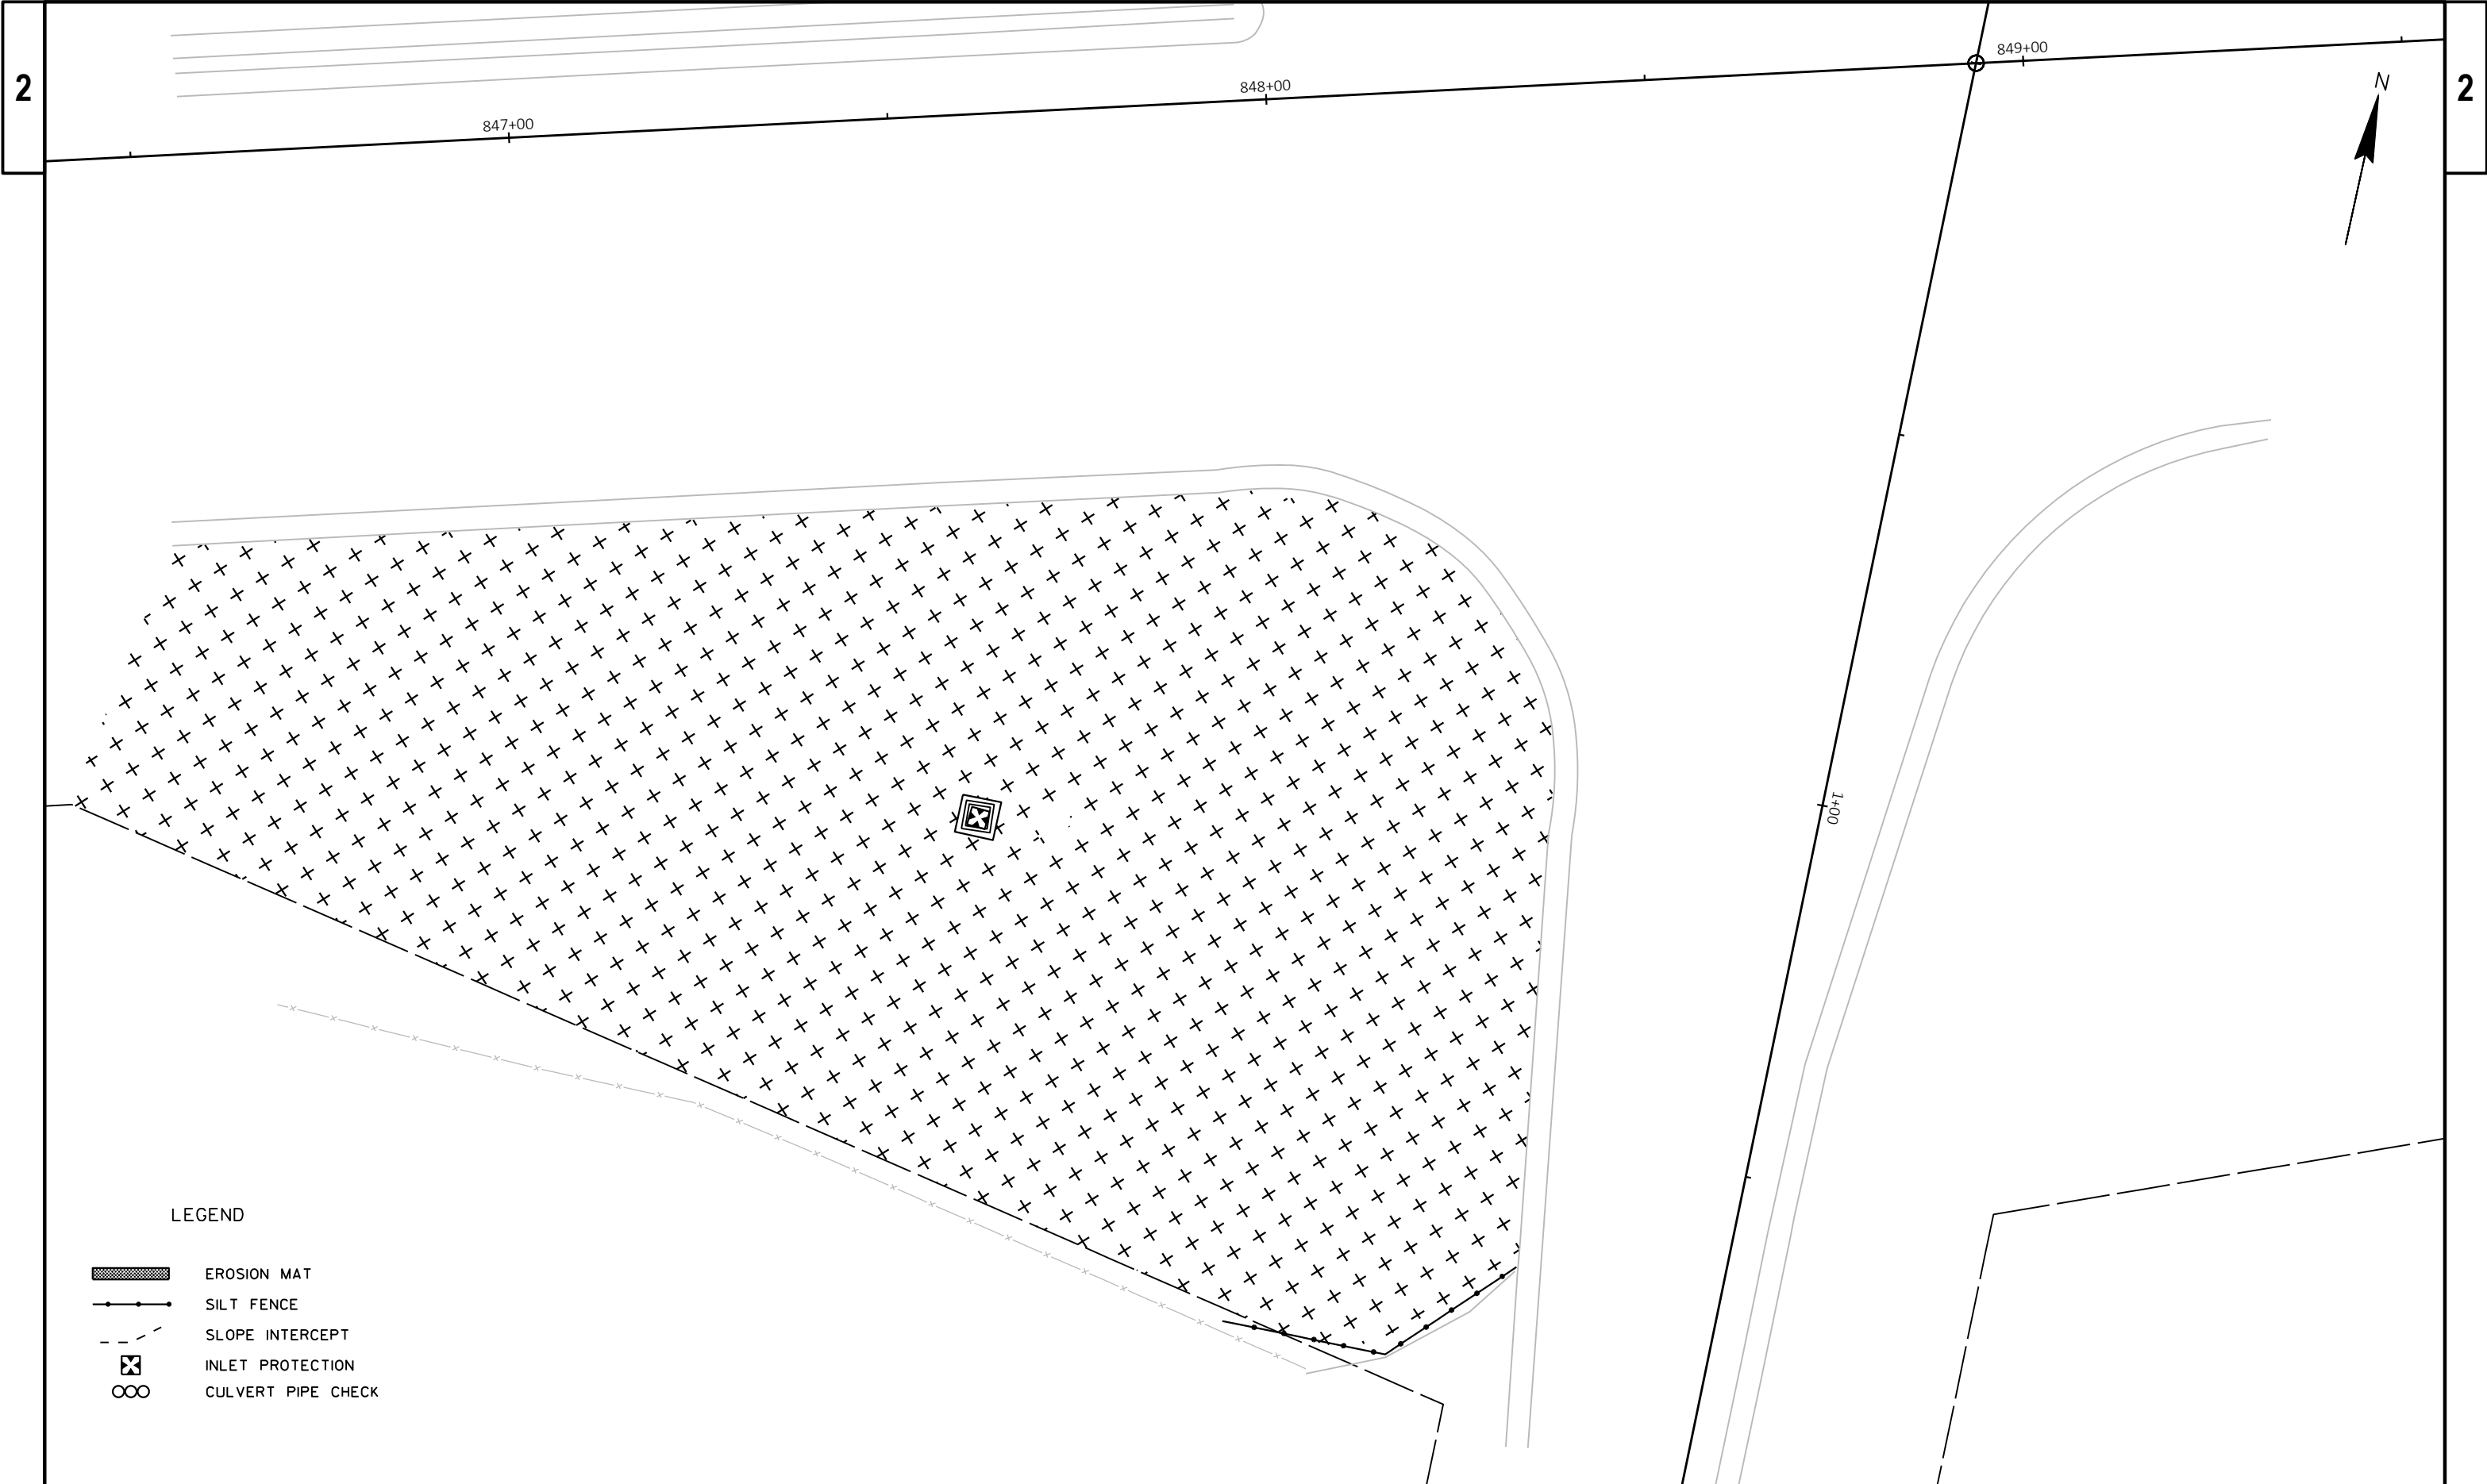 2
849+00
2
848+00
N
847+00
1+00
LEGEND
EROSION MAT
SILT FENCE
SLOPE INTERCEPT
INLET PROTECTION
CULVERT PIPE CHECK